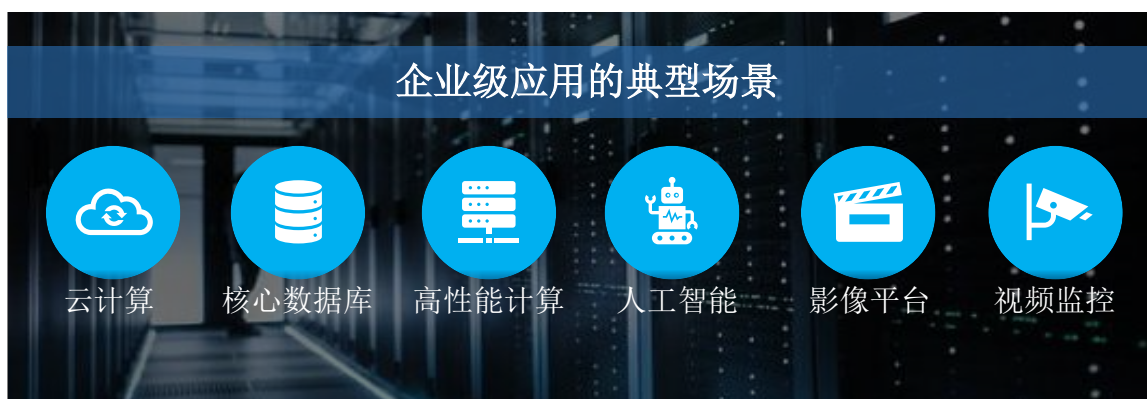 企业级应用的典型场景
云计算
核心数据库
高性能计算
人工智能
影像平台
视频监控